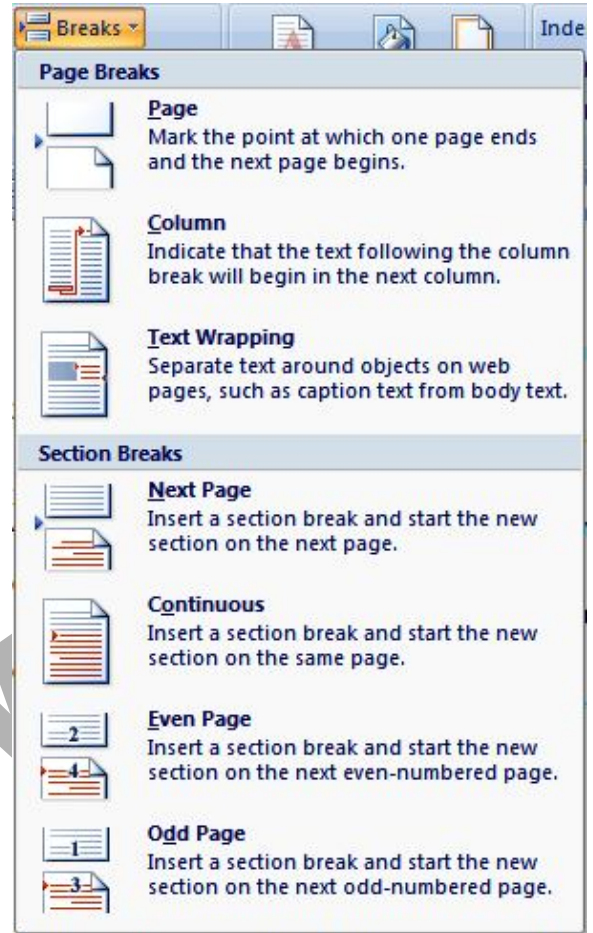 Breaks
Inde
Page Breaks
Page
Mark the point at which one page ends
and the next page begins.
Column
Indicate that the text following the column
break will begin in the next column.
Text Wrapping
Separate text around objects on web
pages, such as caption text from body text.
Section Breaks
Next Page
Insert a section break and start the new
section on the next page.
Continuous
Insert a section break and start the new
section on the same page.
2
4
Even Page
Insert a section break and start the new
section on the next even-numbered page.
1
3
Odd Page
Insert a section break and start the new
section on the next odd-numbered page.